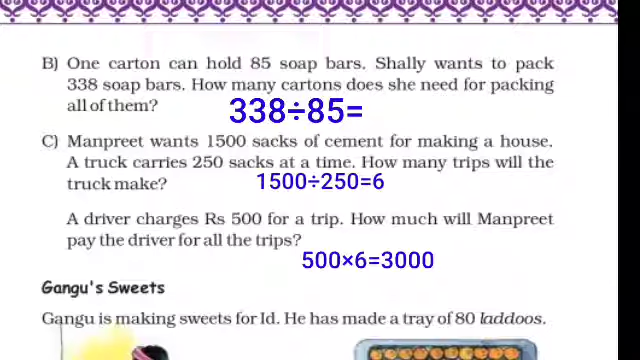 B) One carton can hold 85 soap bars. Shally wants to pack
338 soap bars. How many cartons does she need for packing
all of them?
338÷85=
C) Manpreet wants 1500 sacks of cement for making a house.
A truck carries 250 sacks at a time. How many trips will the
truck make?
1500÷250=6
A driver charges Rs 500 for a trip. How much will Manpreet
pay the driver for all the trips?
500×6=3000
Gangu's Sweets
Gangu is making sweets for Id. He has made a tray of 80 laddoos.